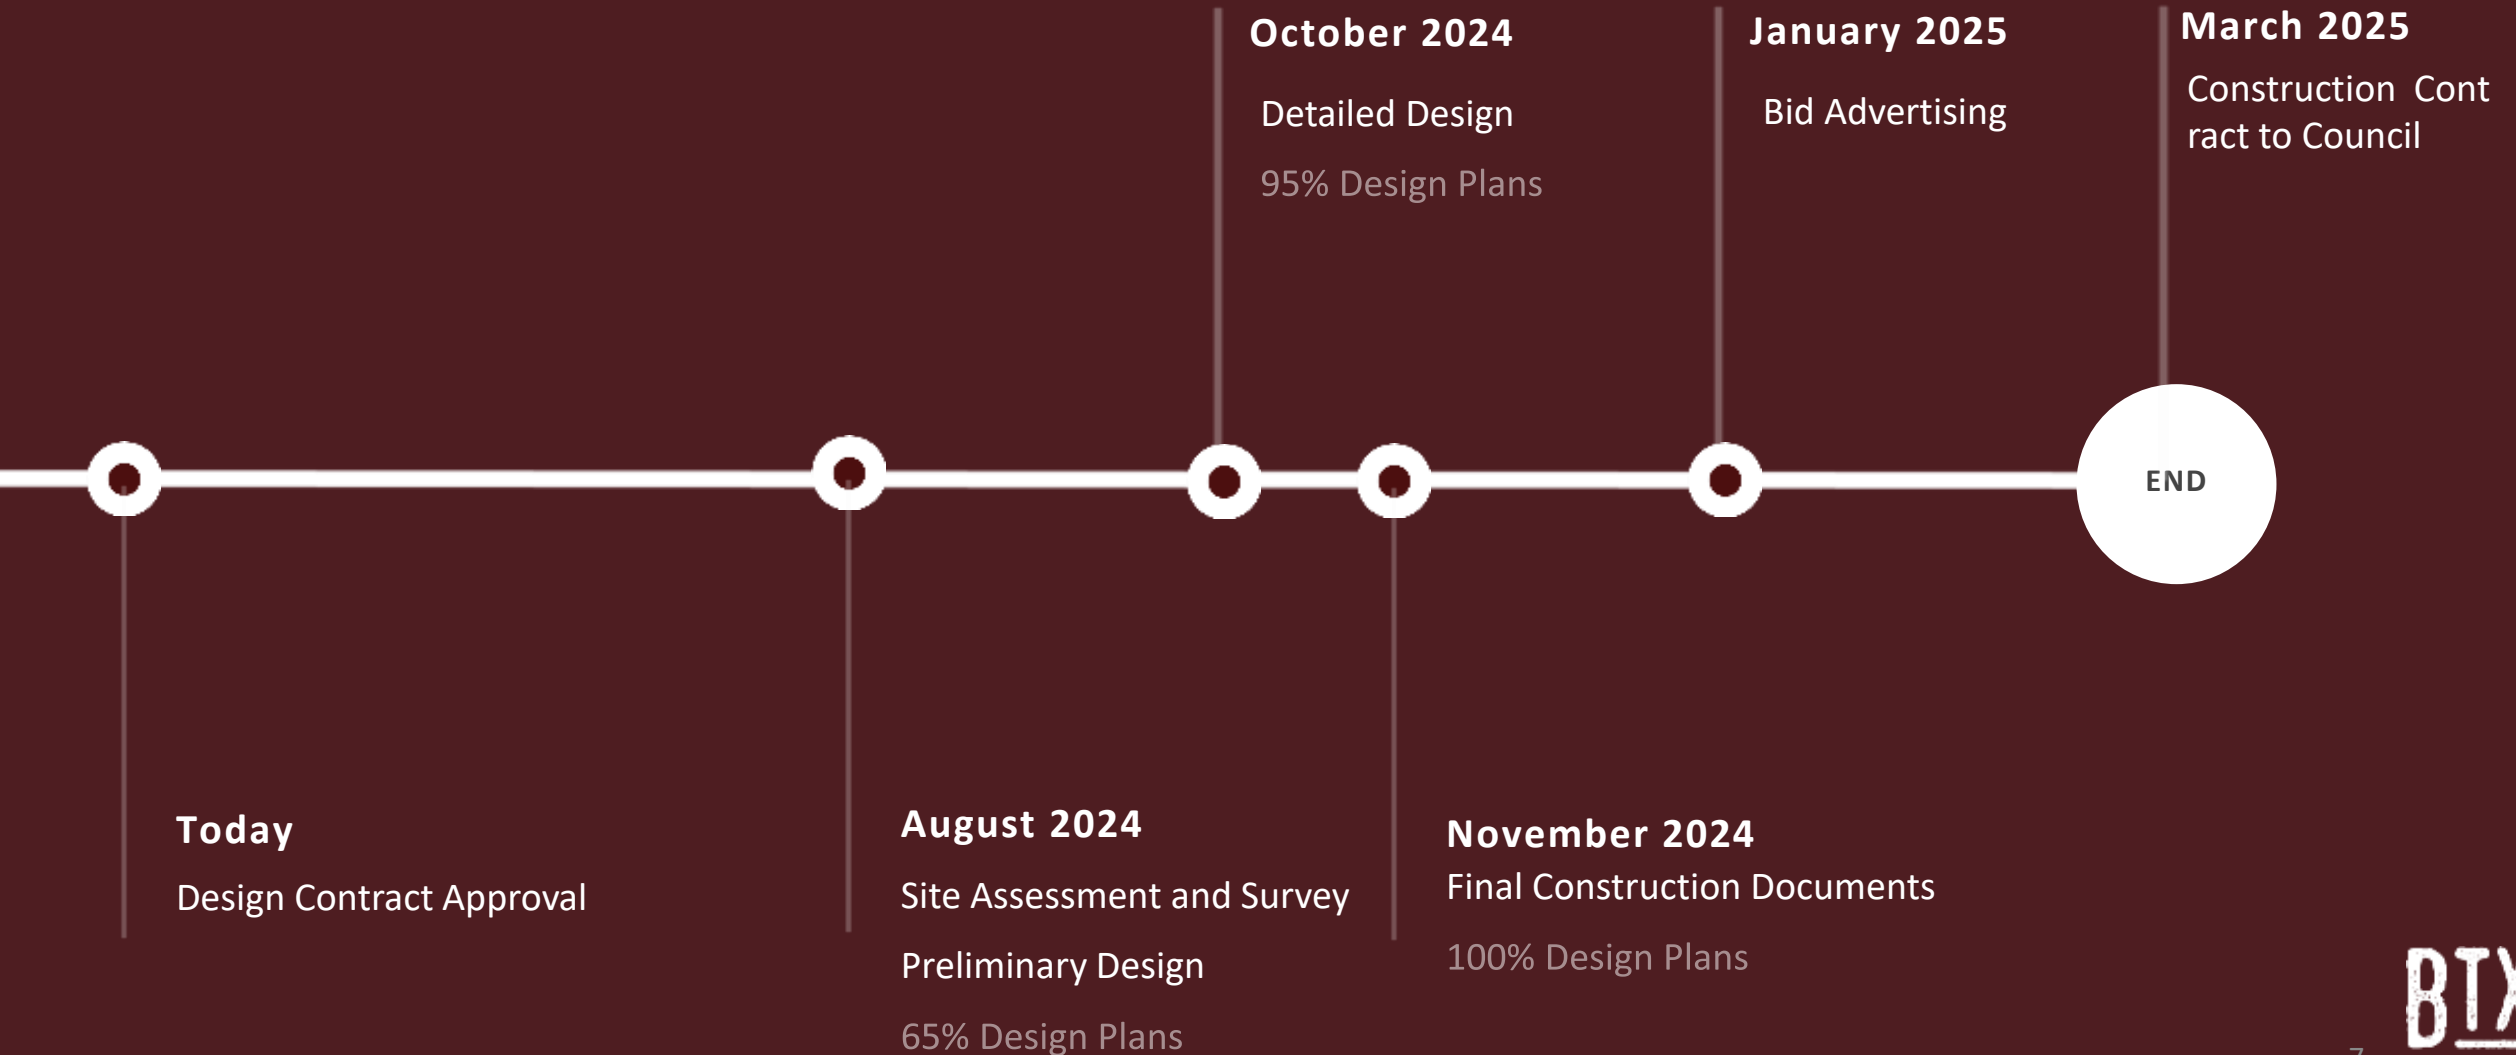 October 2024
Detailed Design
95% Design Plans
January 2025
Bid Advertising
March 2025
Construction Cont
ract to Council
END
Today
Design Contract Approval
August 2024
Site Assessment and Survey
Preliminary Design
65% Design Plans
November 2024
Final Construction Documents
100% Design Plans
BTX
7